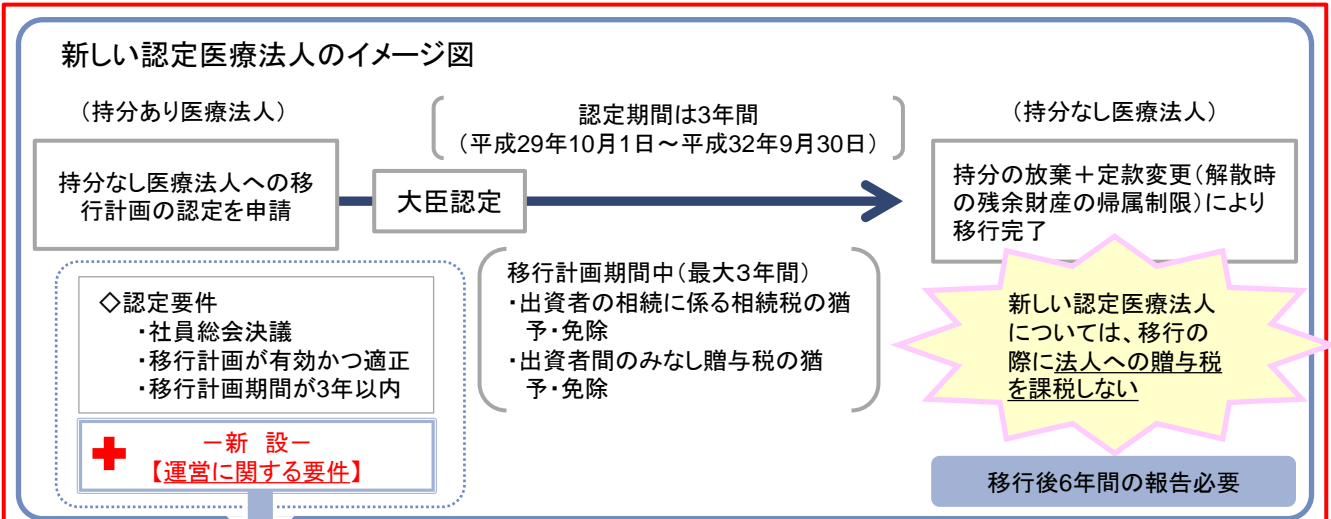 新しい認定医療法人のイメージ図
（持分あり医療法人）
認定期間は3年間
（平成29年10月1日～平成32年9月30日）
（持分なし医療法人）
持分なし医療法人への移
行計画の認定を申請
大臣認定
持分の放棄＋定款変更（解散時
の残余財産の帰属制限）により
移行完了
◇認定要件
・社員総会決議
・移行計画が有効かつ適正
・移行計画期間が3年以内
－新 設－
【運営に関する要件】
移行計画期間中（最大３年間）
・出資者の相続に係る相続税の猶
予・免除
・出資者間のみなし贈与税の猶
予・免除
新しい認定医療法人
については、移行の
際に法人への贈与税
を課税しない
移行後6年間の報告必要